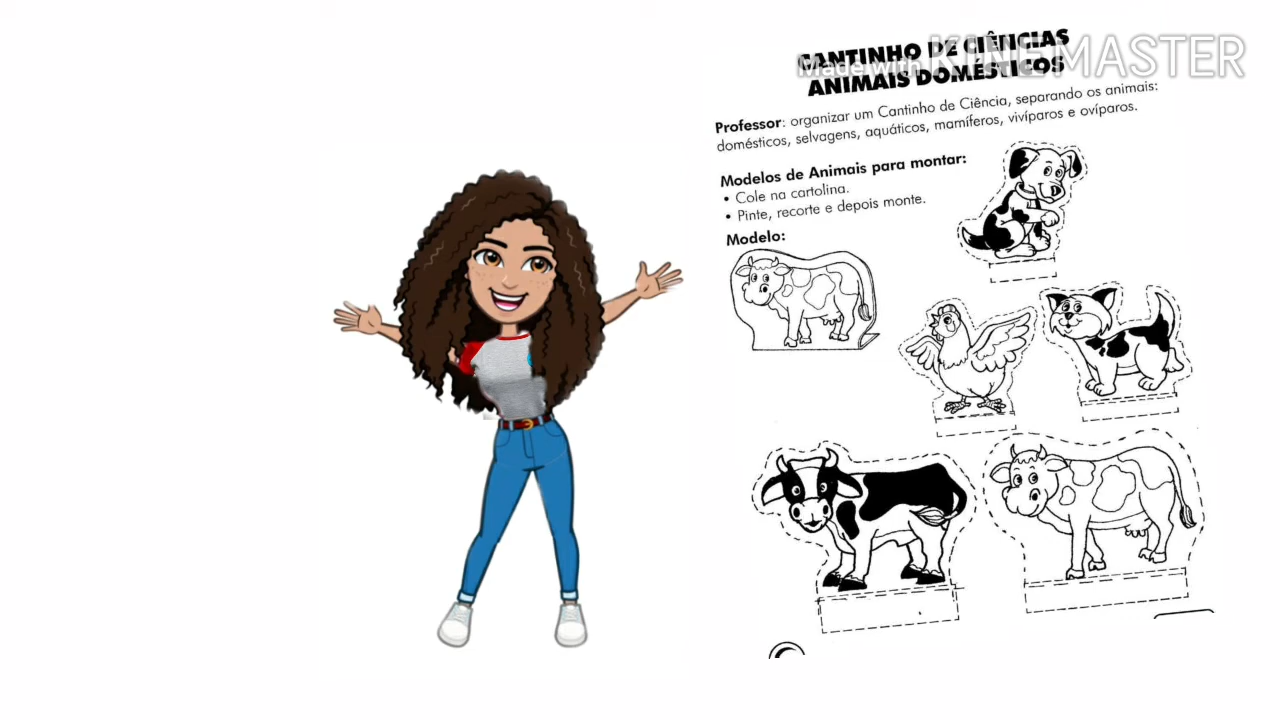 Made with KINEMASTER
CANTINHO DE CIÊNCIAS
ANIMAIS DOMÉSTICOS
Professor: organizar um Cantinho de Ciência, separando os animais:
domésticos, selvagens, aquáticos, mamíferos, vivíparos e ovíparos.
Modelos de Animais para montar:
• Cole na cartolina.
• Pinte, recorte e depois monte.
Modelo: